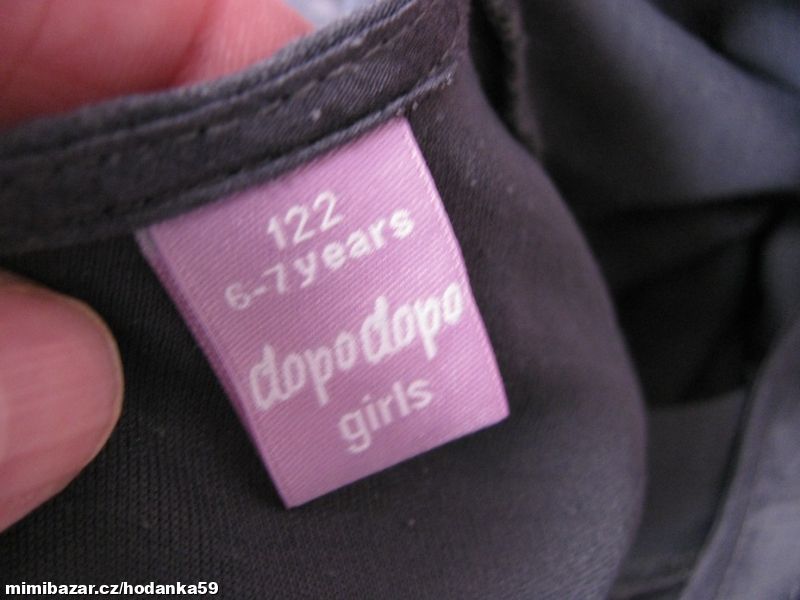 122
6-7 years
dopodopo
girls
mimibazar.cz/hodanka59